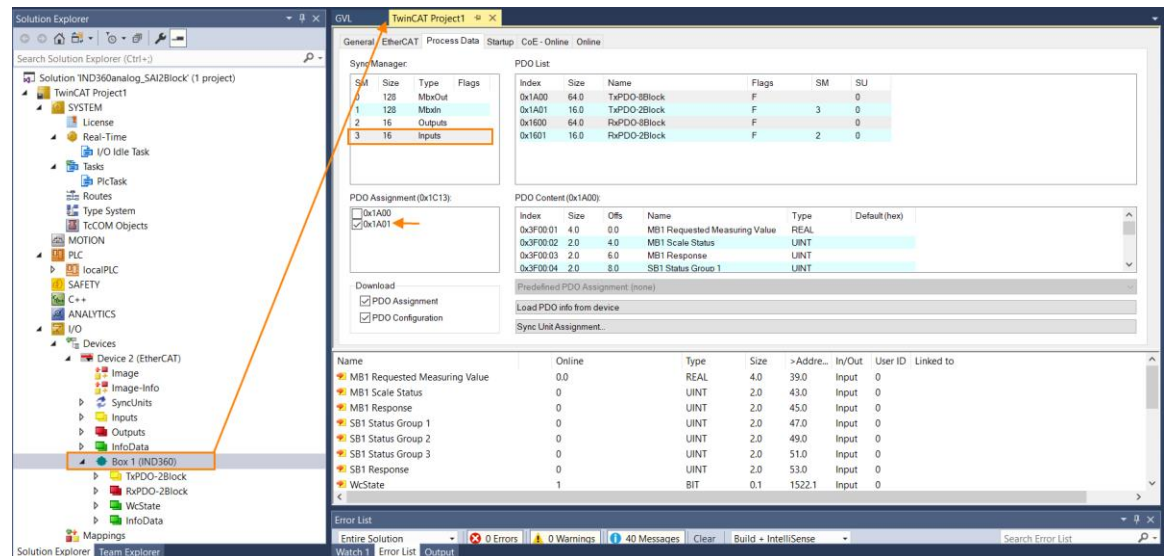 Solution Explorer
Search Solution Explorer (Ctrl+;)
Solution 'IND360analog_SAI2Block' (1 project)
TwinCAT Project1
SYSTEM
License
Real-Time
I/O Idle Task
Tasks
PlcTask
Routes
Type System
TcCOM Objects
MOTION
PLC
localPLC
SAFETY
C++
ANALYTICS
I/O
Devices
Device 2 (EtherCAT)
Image
Image-Info
SyncUnits
Inputs
Outputs
InfoData
Box 1 (IND360)
TxPDO-2Block
RxPDO-2Block
WcState
InfoData
Mappings
Solution Explorer Team Explorer
GVL TwinCAT Project1
General EtherCAT Process Data Startup CoE - Online Online
Sync Manager:
SM Size Type Flags
0 128 MbxOut
1 128 MbxIn
2 16 Outputs
3 16 Inputs
PDO List
Index Size Name Flags SM SU
0x1A00 64.0 TxPDO-8Block F 0
0x1A01 16.0 TxPDO-2Block F 3 0
0x1600 64.0 RxPDO-8Block F 0
0x1601 16.0 RxPDO-2Block F 2 0
PDO Assignment (0x1C13):
0x1A00
0x1A01
PDO Content (0x1A00):
Index Size Offs Name Type Default (hex)
0x3F00:01 4.0 0.0 MB1 Requested Measuring Value REAL
0x3F00:02 2.0 4.0 MB1 Scale Status UINT
0x3F00:03 2.0 6.0 MB1 Response UINT
0x3F00:04 2.0 8.0 SB1 Status Group 1 UINT
Download
PDO Assignment
PDO Configuration
Predefined PDO Assignment: (none)
Load PDO info from device
Sync Unit Assignment...
Name Online Type Size >Addre... In/Out User ID Linked to
MB1 Requested Measuring Value 0.0 REAL 4.0 39.0 Input 0
MB1 Scale Status 0 UINT 2.0 43.0 Input 0
MB1 Response 0 UINT 2.0 45.0 Input 0
SB1 Status Group 1 0 UINT 2.0 47.0 Input 0
SB1 Status Group 2 0 UINT 2.0 49.0 Input 0
SB1 Status Group 3 0 UINT 2.0 51.0 Input 0
SB1 Response 0 UINT 2.0 53.0 Input 0
WcState 1 BIT 0.1 1522.1 Input 0
Error List
Entire Solution 0 Errors 0 Warnings 40 Messages Clear Build + IntelliSense Search Error List
Watch 1 Error List Output